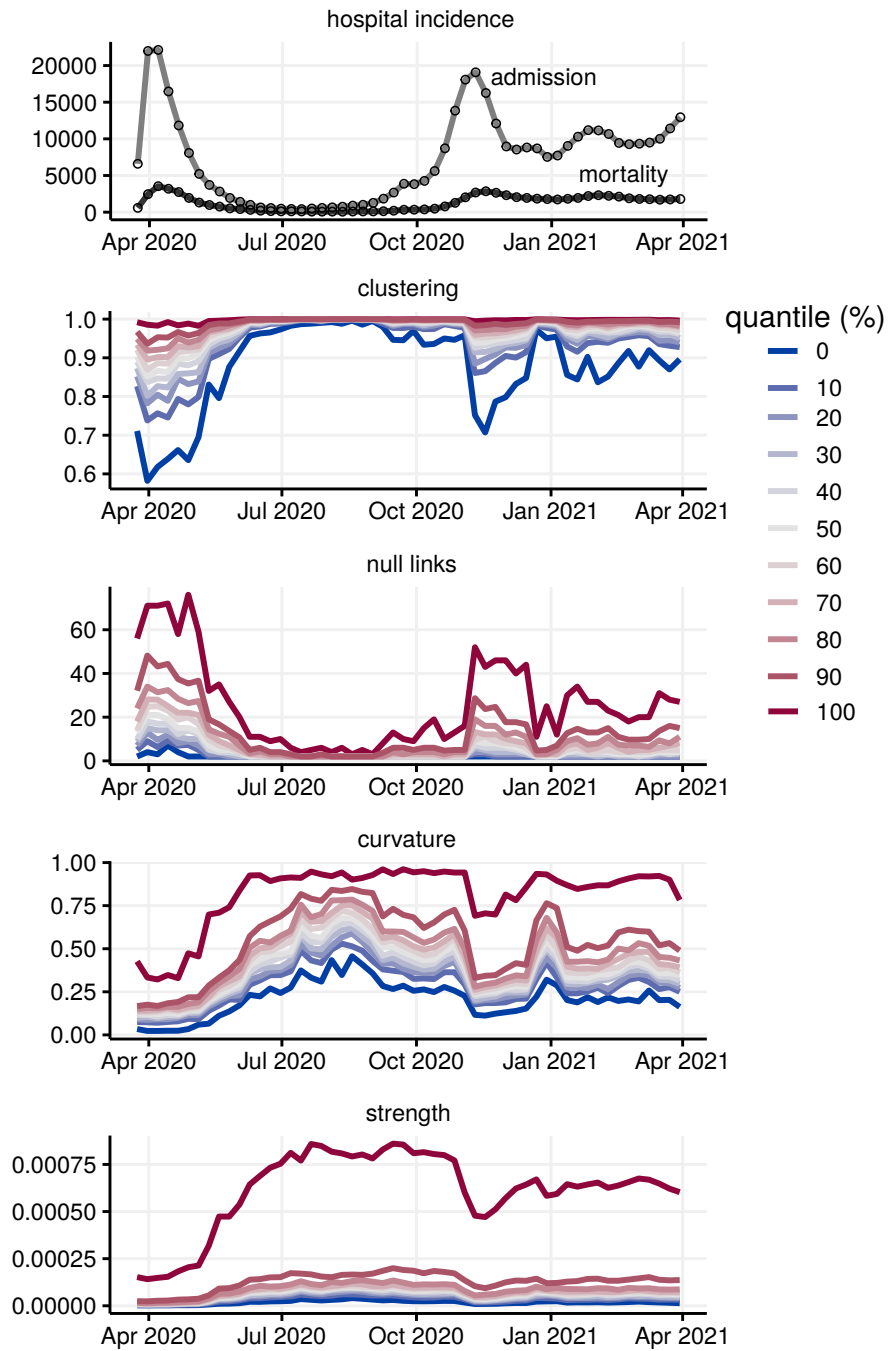 hospital incidence
20000
15000
10000
5000
0
admission
mortality
Apr 2020 Jul 2020 Oct 2020 Jan 2021 Apr 2021
clustering
1.0
0.9
0.8
0.7
0.6
Apr 2020 Jul 2020 Oct 2020 Jan 2021 Apr 2021
quantile (%)
0
10
20
30
40
50
60
70
80
90
100
null links
60
40
20
0
Apr 2020 Jul 2020 Oct 2020 Jan 2021 Apr 2021
curvature
1.00
0.75
0.50
0.25
0.00
Apr 2020 Jul 2020 Oct 2020 Jan 2021 Apr 2021
strength
0.00075
0.00050
0.00025
0.00000
Apr 2020 Jul 2020 Oct 2020 Jan 2021 Apr 2021